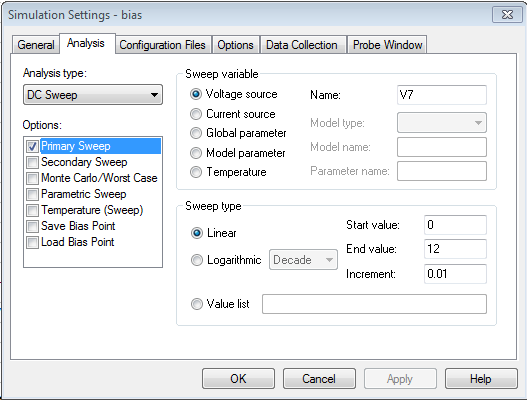 Simulation Settings - bias
General Analysis Configuration Files Options Data Collection Probe Window
Analysis type:
DC Sweep
Options:
Primary Sweep
Secondary Sweep
Monte Carlo/Worst Case
Parametric Sweep
Temperature (Sweep)
Save Bias Point
Load Bias Point
Sweep variable
Voltage source Name: V7
Current source Model type:
Global parameter
Model parameter Model name:
Temperature Parameter name:
Sweep type
Linear Start value: 0
End value: 12
Logarithmic Decade Increment: 0.01
Value list
OK Cancel Apply Help